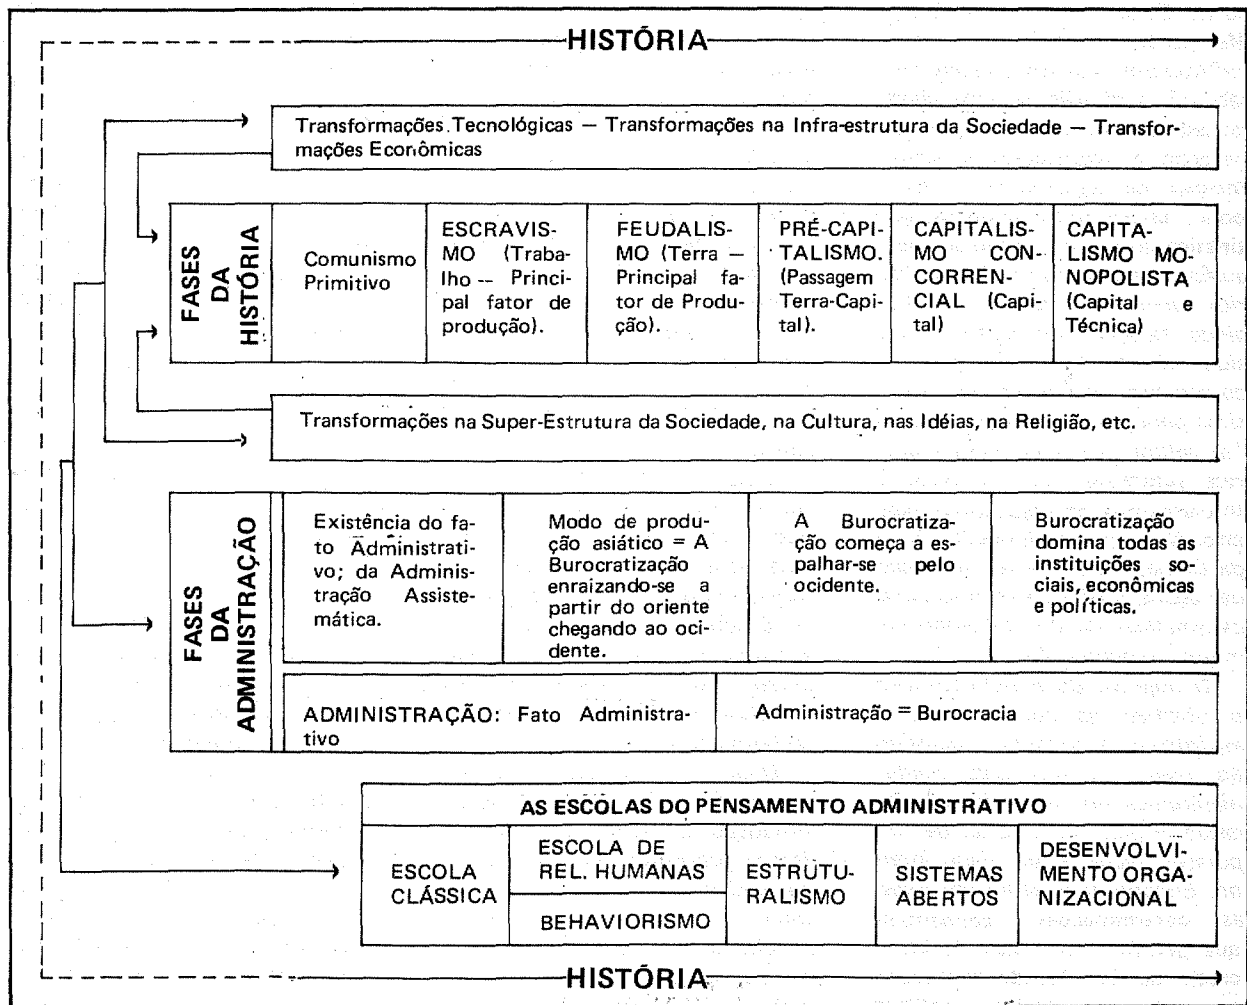 HISTÓRIA
Transformações Tecnológicas — Transformações na Infra-estrutura da Sociedade — Transfor-
mações Econômicas
FASES
DA
HISTÓRIA
Comunismo
Primitivo
ESCRAVIS-
MO (Traba-
lho -- Princi-
pal fator de
produção).
FEUDALIS-
MO (Terra —
Principal fa-
tor de Produ-
ção).
PRÉ-CAPI-
TALISMO.
(Passagem
Terra-Capi-
tal).
CAPITALIS-
MO CON-
CORREN-
CIAL (Capi-
tal)
CAPITA-
LISMO MO-
NOPOLISTA
(Capital e
Técnica)
Transformações na Super-Estrutura da Sociedade, na Cultura, nas Idéias, na Religião, etc.
FASES
DA
ADMINISTRAÇÃO
Existência do fa-
to Administrati-
vo; da Adminis-
tração Assiste-
mática.
Modo de produ-
ção asiático = A
Burocratização
enraizando-se a
partir do oriente
chegando ao oci-
dente.
A Burocratiza-
ção começa a es-
palhar-se pelo
ocidente.
Burocratização
domina todas as
instituições so-
ciais, econômicas
e políticas.
ADMINISTRAÇÃO: Fato Administra-
tivo
Administração = Burocracia
AS ESCOLAS DO PENSAMENTO ADMINISTRATIVO
ESCOLA
CLÁSSICA
ESCOLA DE
REL. HUMANAS
BEHAVIORISMO
ESTRUTU-
RALISMO
SISTEMAS
ABERTOS
DESENVOLVI-
MENTO ORGA-
NIZACIONAL
HISTÓRIA